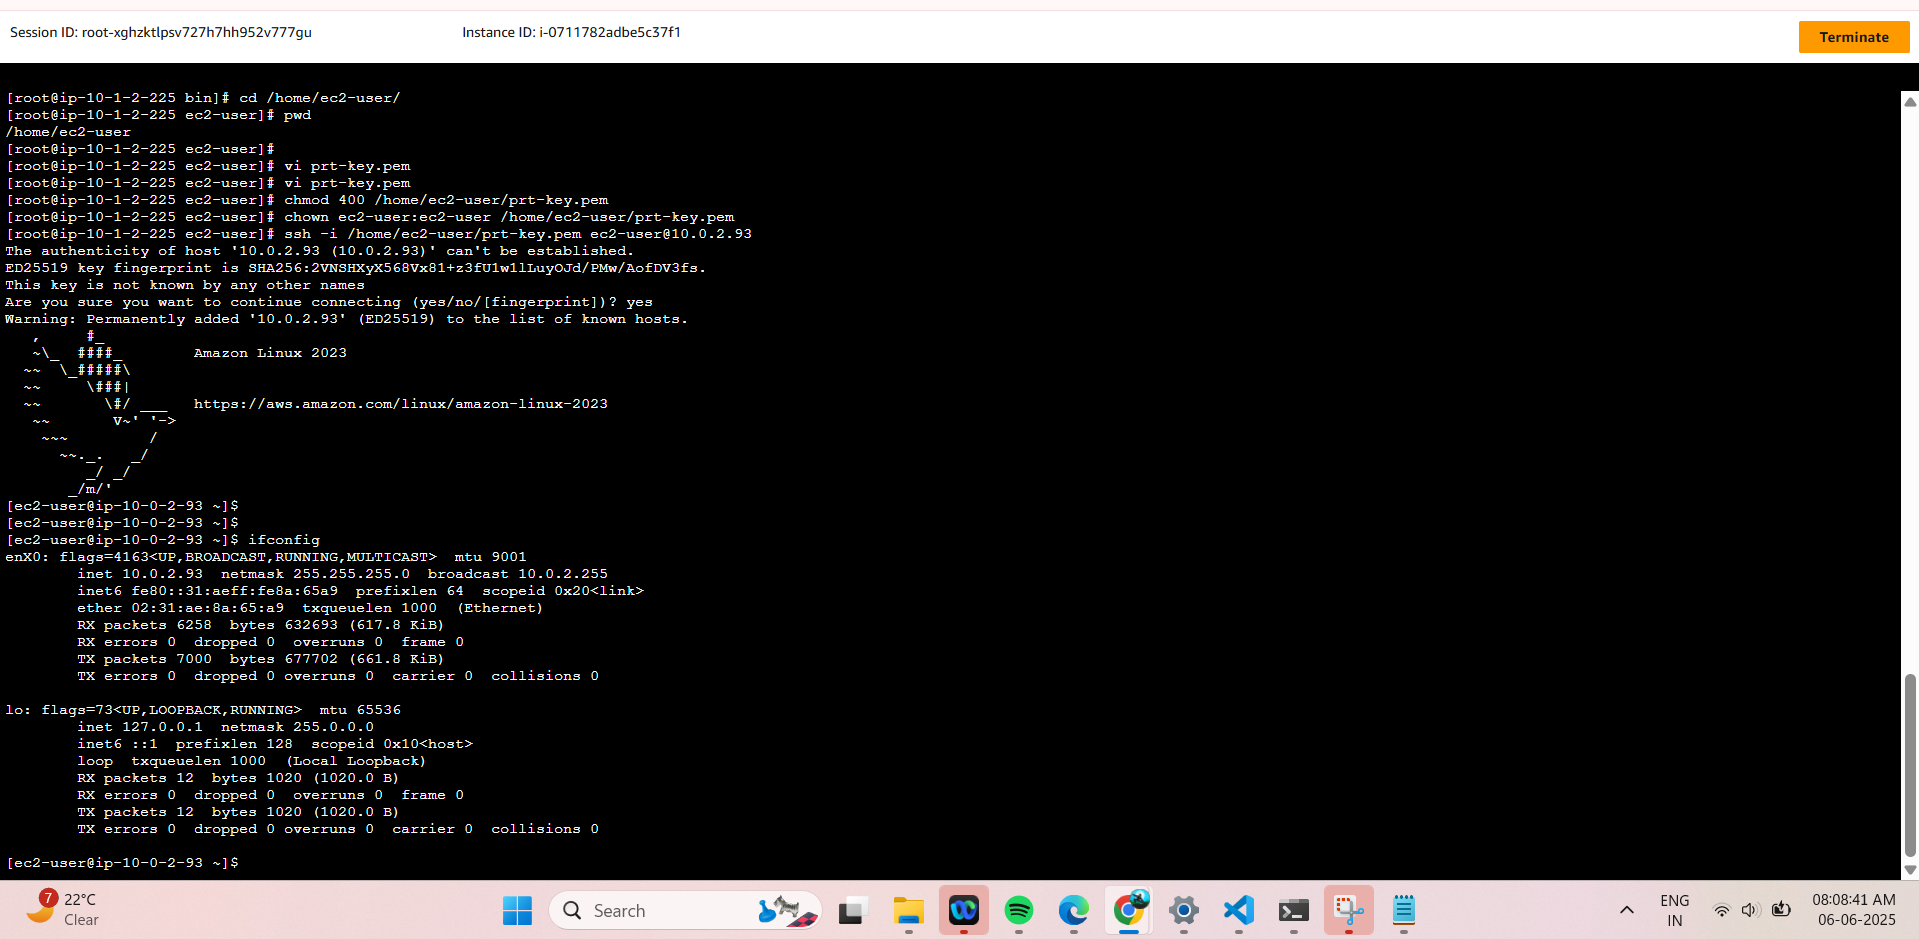 Session ID: root-xghzktlpsv727h7hh952v777gu Instance ID: i-0711782adbe5c37f1 Terminate
[root@ip-10-1-2-225 bin]# cd /home/ec2-user/
[root@ip-10-1-2-225 ec2-user]# pwd
/home/ec2-user
[root@ip-10-1-2-225 ec2-user]#
[root@ip-10-1-2-225 ec2-user]# vi prt-key.pem
[root@ip-10-1-2-225 ec2-user]# vi prt-key.pem
[root@ip-10-1-2-225 ec2-user]# chmod 400 /home/ec2-user/prt-key.pem
[root@ip-10-1-2-225 ec2-user]# chown ec2-user:ec2-user /home/ec2-user/prt-key.pem
[root@ip-10-1-2-225 ec2-user]# ssh -i /home/ec2-user/prt-key.pem ec2-user@10.0.2.93
The authenticity of host '10.0.2.93 (10.0.2.93)' can't be established.
ED25519 key fingerprint is SHA256:2VNSHXyX568Vx81+z3fU1w1lLuyOJd/PMw/AofDV3fs.
This key is not known by any other names
Are you sure you want to continue connecting (yes/no/[fingerprint])? yes
Warning: Permanently added '10.0.2.93' (ED25519) to the list of known hosts.
   ,     #_
   ~\_  ####_        Amazon Linux 2023
  ~~  \_#####\
  ~~     \###|
  ~~       \#/ ___   https://aws.amazon.com/linux/amazon-linux-2023
   ~~       V~' '->
    ~~~         /
      ~~._.   _/
         _/ _/
       _/m/'
[ec2-user@ip-10-0-2-93 ~]$
[ec2-user@ip-10-0-2-93 ~]$
[ec2-user@ip-10-0-2-93 ~]$ ifconfig
enX0: flags=4163<UP,BROADCAST,RUNNING,MULTICAST>  mtu 9001
        inet 10.0.2.93  netmask 255.255.255.0  broadcast 10.0.2.255
        inet6 fe80::31:aeff:fe8a:65a9  prefixlen 64  scopeid 0x20<link>
        ether 02:31:ae:8a:65:a9  txqueuelen 1000  (Ethernet)
        RX packets 6258  bytes 632693 (617.8 KiB)
        RX errors 0  dropped 0  overruns 0  frame 0
        TX packets 7000  bytes 677702 (661.8 KiB)
        TX errors 0  dropped 0 overruns 0  carrier 0  collisions 0
lo: flags=73<UP,LOOPBACK,RUNNING>  mtu 65536
        inet 127.0.0.1  netmask 255.0.0.0
        inet6 ::1  prefixlen 128  scopeid 0x10<host>
        loop  txqueuelen 1000  (Local Loopback)
        RX packets 12  bytes 1020 (1020.0 B)
        RX errors 0  dropped 0  overruns 0  frame 0
        TX packets 12  bytes 1020 (1020.0 B)
        TX errors 0  dropped 0 overruns 0  carrier 0  collisions 0
[ec2-user@ip-10-0-2-93 ~]$
7 22°C
Clear
Search
ENG
IN
08:08:41 AM
06-06-2025